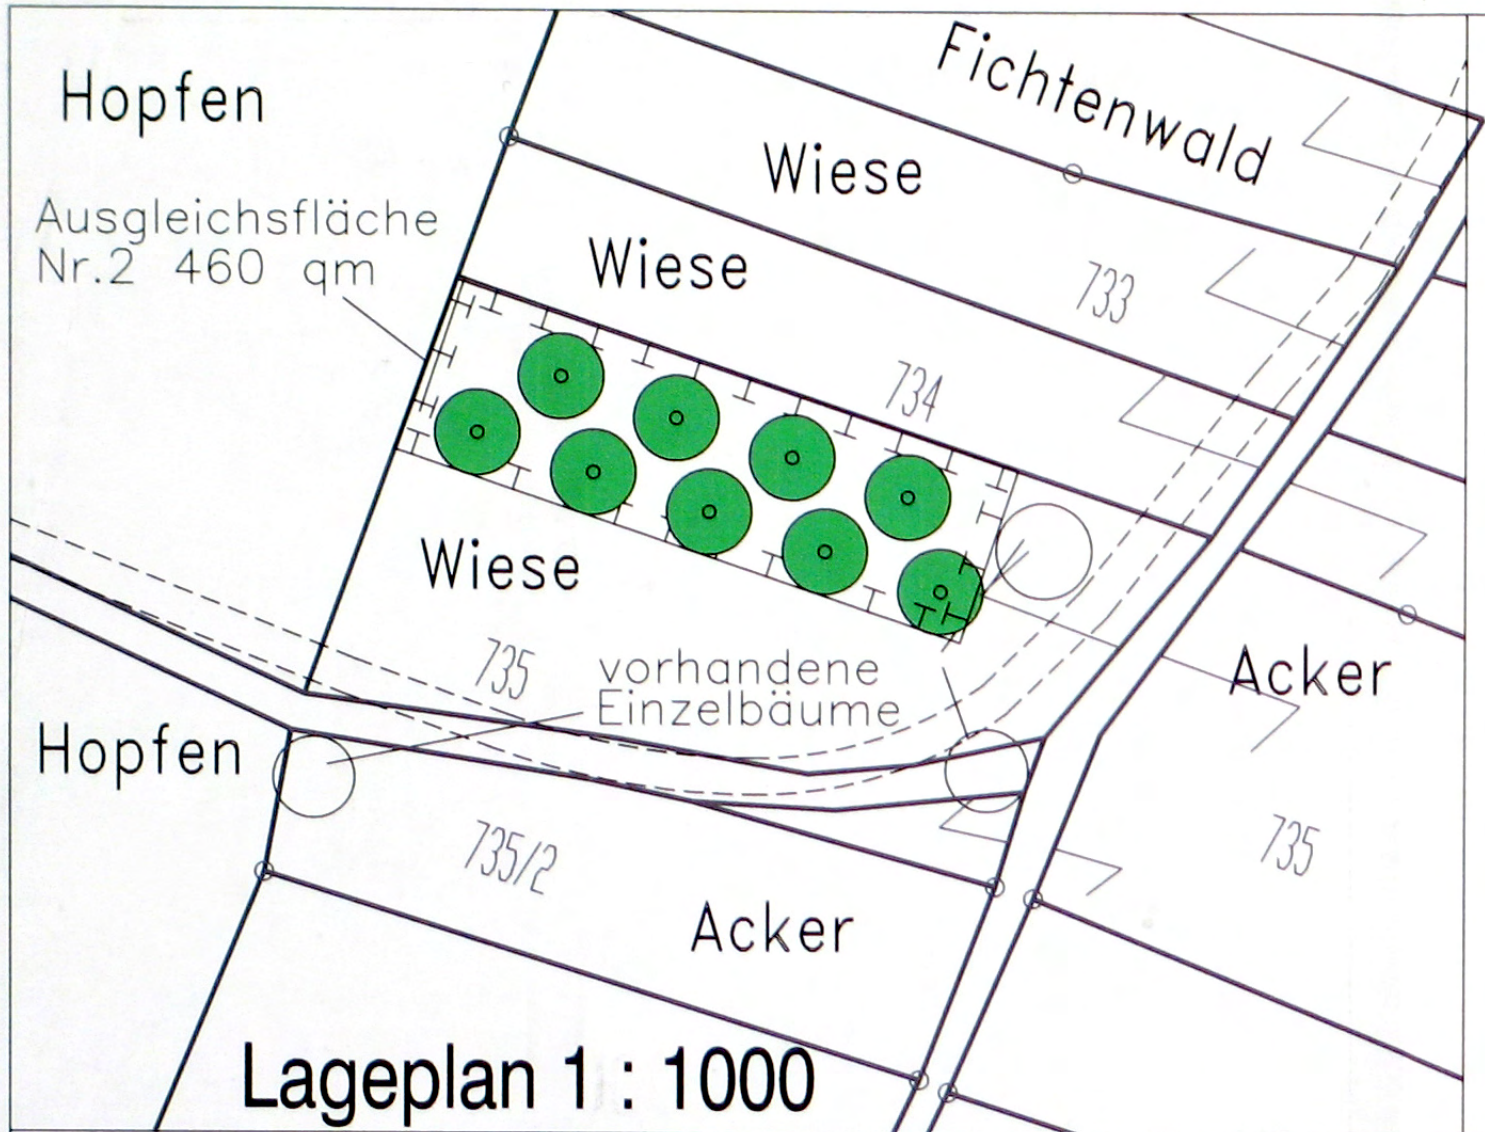 Fichtenwald
Hopfen
Wiese
Ausgleichsfläche
Nr.2 460 qm
Wiese
733
734
Wiese
735
vorhandene
Einzelbäume
Acker
Hopfen
735/2
735
Acker
Lageplan 1 : 1000